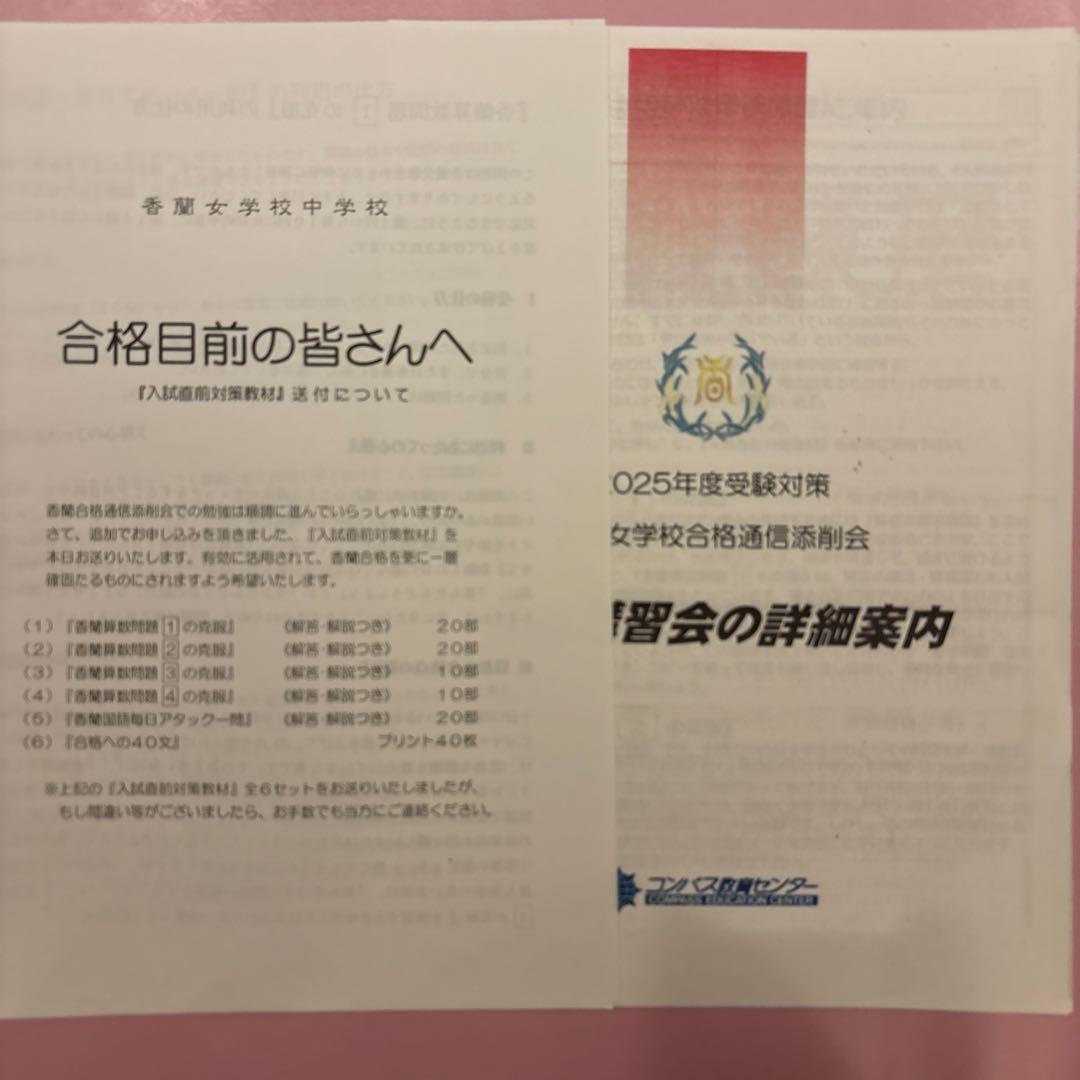 香蘭女学校中学校
合格目前の皆さんへ
『入試直前対策教材』送付について
香蘭合格通信添削会での勉強は順調に進んでいらっしゃいますか。
さて、追加でお申し込みを頂きました、『入試直前対策教材』を
本日お送りいたします。有効に活用されて、香蘭合格を更に一層
確固たるものにされますよう希望いたします。
(1)『香蘭算数問題1の克服』 《解答・解説つき》 20部
(2)『香蘭算数問題2の克服』 《解答・解説つき》 20部
(3)『香蘭算数問題3の克服』 《解答・解説つき》 10部
(4)『香蘭算数問題4の克服』 《解答・解説つき》 10部
(5)『香蘭国語毎日アタック一問』 《解答・解説つき》 20部
(6)『合格への40文』 プリント40枚
※上記の『入試直前対策教材』全6セットをお送りいたしましたが、
もし間違い等がございましたら、お手数でも当方にご連絡ください。
025年度受験対策
女学校合格通信添削会
習会の詳細案内
コンパス教育センター
COMPASS EDUCATION CENTER